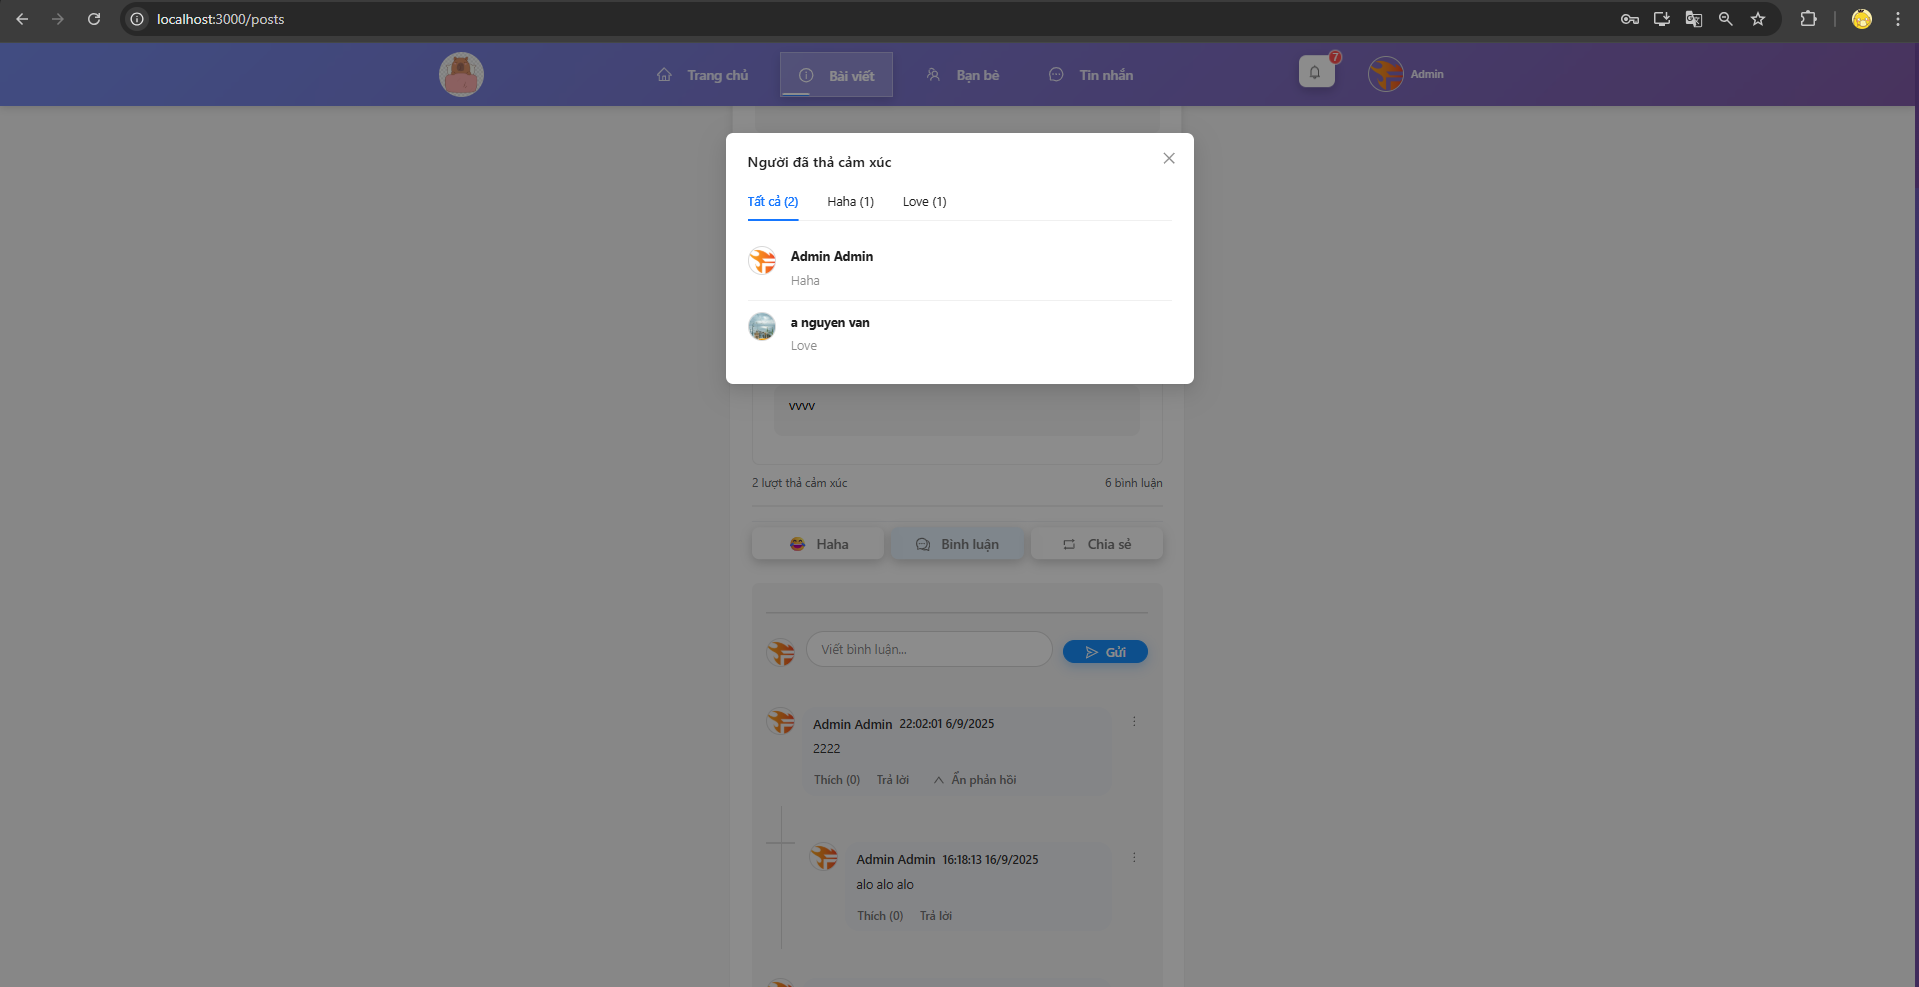 localhost:3000/posts
Trang chủ
Bài viết
Bạn bè
Tin nhắn
7
Admin
Người đã thả cảm xúc
Tất cả (2) Haha (1) Love (1)
Admin Admin
Haha
a nguyen van
Love
vvvv
2 lượt thả cảm xúc 6 bình luận
Haha Bình luận Chia sẻ
Viết bình luận... Gửi
Admin Admin 22:02:01 6/9/2025
2222
Thích (0) Trả lời Ẩn phản hồi
Admin Admin 16:18:13 16/9/2025
alo alo alo
Thích (0) Trả lời